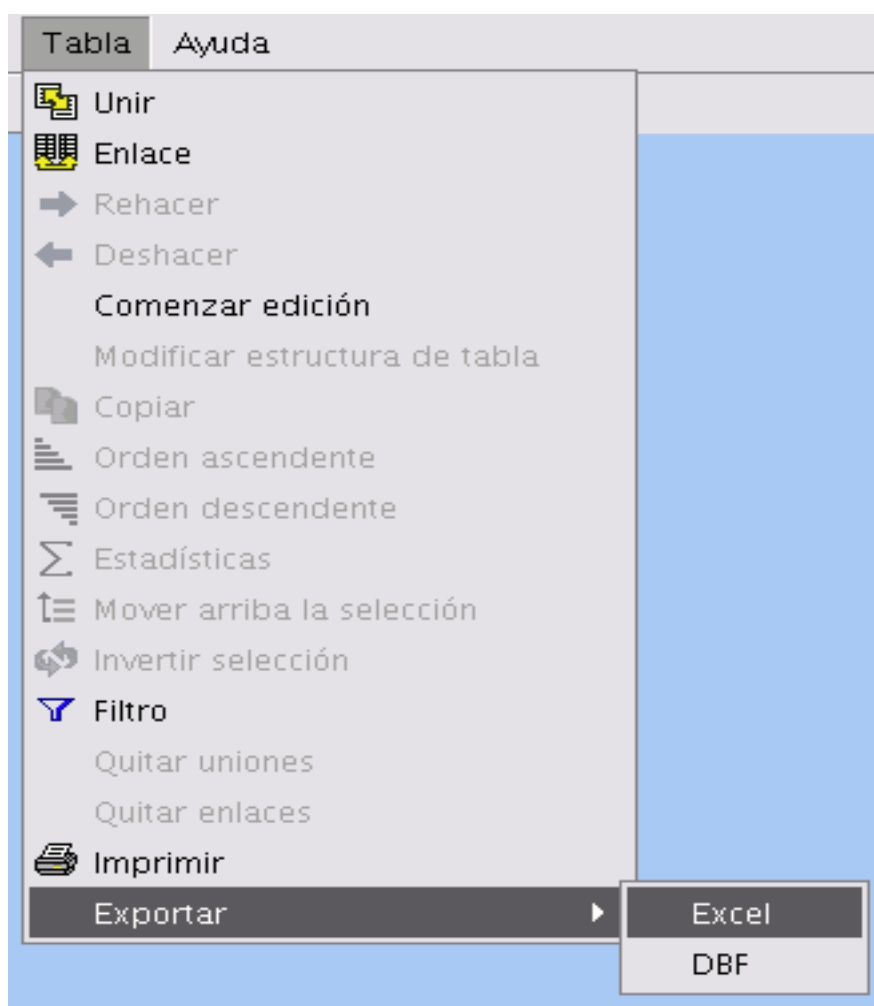 Tabla Ayuda
Unir
Enlace
Rehacer
Deshacer
Comenzar edición
Modificar estructura de tabla
Copiar
Orden ascendente
Orden descendente
Estadísticas
Mover arriba la selección
Invertir selección
Filtro
Quitar uniones
Quitar enlaces
Imprimir
Exportar Excel
DBF